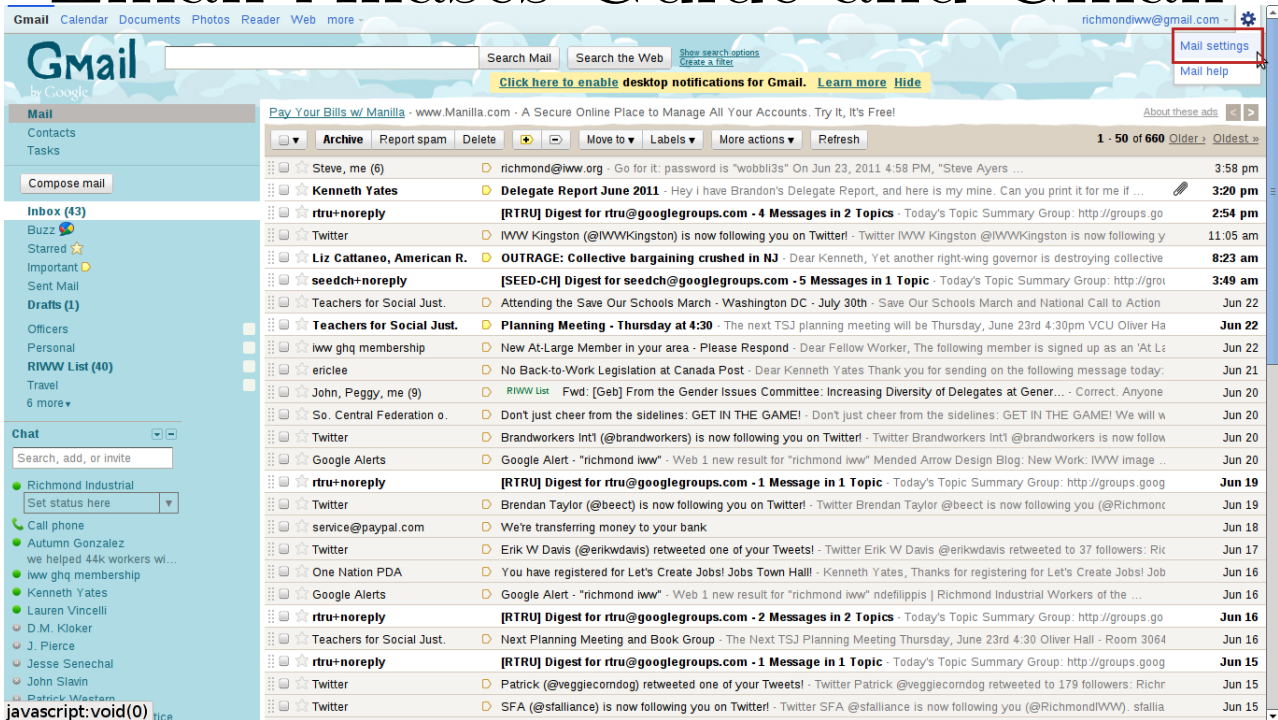 Email Aliases Guide and Gmail
Gmail Calendar Documents Photos Reader Web more richmondiww@gmail.com
Mail settings
Mail help
GMail
by Google
Search Mail Search the Web Show search options
Create a filter
Click here to enable desktop notifications for Gmail. Learn more Hide
Mail
Contacts
Tasks
Compose mail
Inbox (43)
Buzz
Starred
Important
Sent Mail
Drafts (1)
Officers
Personal
RIWW List (40)
Travel
6 more
Chat
Search, add, or invite
Richmond Industrial
Set status here
Call phone
Autumn Gonzalez
we helped 44k workers wi...
iww ghq membership
Kenneth Yates
Lauren Vincelli
D.M. Kloker
J. Pierce
Jesse Senechal
John Slavin
Patrick Western
tice
javascript:void(0)
Pay Your Bills w/ Manilla - www.Manilla.com - A Secure Online Place to Manage All Your Accounts. Try It, It's Free! About these ads < >
Archive Report spam Delete Move to Labels More actions Refresh 1 - 50 of 660 Older › Oldest »
Steve, me (6) richmond@iww.org - Go for it: password is "wobbli3s" On Jun 23, 2011 4:58 PM, "Steve Ayers ... 3:58 pm
Kenneth Yates Delegate Report June 2011 - Hey i have Brandon's Delegate Report, and here is my mine. Can you print it for me if ... 3:20 pm
rtru+noreply [RTRU] Digest for rtru@googlegroups.com - 4 Messages in 2 Topics - Today's Topic Summary Group: http://groups.go 2:54 pm
Twitter IWW Kingston (@IWWKingston) is now following you on Twitter! - Twitter IWW Kingston @IWWKingston is now following y 11:05 am
Liz Cattaneo, American R. OUTRAGE: Collective bargaining crushed in NJ - Dear Kenneth, Yet another right-wing governor is destroying collective 8:23 am
seedch+noreply [SEED-CH] Digest for seedch@googlegroups.com - 5 Messages in 1 Topic - Today's Topic Summary Group: http://grou 3:49 am
Teachers for Social Just. Attending the Save Our Schools March - Washington DC - July 30th - Save Our Schools March and National Call to Action Jun 22
Teachers for Social Just. Planning Meeting - Thursday at 4:30 - The next TSJ planning meeting will be Thursday, June 23rd 4:30pm VCU Oliver Ha Jun 22
iww ghq membership New At-Large Member in your area - Please Respond - Dear Fellow Worker, The following member is signed up as an 'At La Jun 22
ericlee No Back-to-Work Legislation at Canada Post - Dear Kenneth Yates Thank you for sending on the following message today: Jun 21
John, Peggy, me (9) RIWW List Fwd: [Geb] From the Gender Issues Committee: Increasing Diversity of Delegates at Gener... - Correct. Anyone Jun 20
So. Central Federation o. Don't just cheer from the sidelines: GET IN THE GAME! - Don't just cheer from the sidelines: GET IN THE GAME! We will w Jun 20
Twitter Brandworkers Int'l (@brandworkers) is now following you on Twitter! - Twitter Brandworkers Int'l @brandworkers is now follow Jun 20
Google Alerts Google Alert - "richmond iww" - Web 1 new result for "richmond iww" Mended Arrow Design Blog: New Work: IWW image .. Jun 20
rtru+noreply [RTRU] Digest for rtru@googlegroups.com - 1 Message in 1 Topic - Today's Topic Summary Group: http://groups.goog Jun 19
Twitter Brendan Taylor (@beect) is now following you on Twitter! - Twitter Brendan Taylor @beect is now following you (@Richmond Jun 19
service@paypal.com We're transferring money to your bank Jun 18
Twitter Erik W Davis (@erikwdavis) retweeted one of your Tweets! - Twitter Erik W Davis @erikwdavis retweeted to 37 followers: Ric Jun 17
One Nation PDA You have registered for Let's Create Jobs! Jobs Town Hall! - Kenneth Yates, Thanks for registering for Let's Create Jobs! Job Jun 16
Google Alerts Google Alert - "richmond iww" - Web 1 new result for "richmond iww" ndefilippis | Richmond Industrial Workers of the ... Jun 16
rtru+noreply [RTRU] Digest for rtru@googlegroups.com - 2 Messages in 2 Topics - Today's Topic Summary Group: http://groups.go Jun 16
Teachers for Social Just. Next Planning Meeting and Book Group - The Next TSJ Planning Meeting Thursday, June 23rd 4:30 Oliver Hall - Room 3064 Jun 16
rtru+noreply [RTRU] Digest for rtru@googlegroups.com - 1 Message in 1 Topic - Today's Topic Summary Group: http://groups.goog Jun 15
Twitter Patrick (@veggiecorndog) retweeted one of your Tweets! - Twitter Patrick @veggiecorndog retweeted to 179 followers: Richr Jun 15
Twitter SFA (@sfalliance) is now following you on Twitter! - Twitter SFA @sfalliance is now following you (@RichmondIWW). sfallia Jun 15